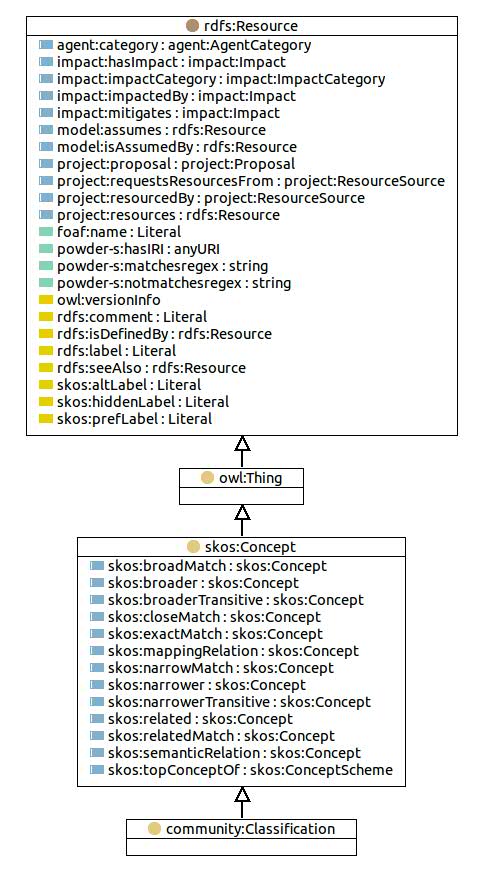 rdfs:Resource
agent:category : agent:AgentCategory
impact:hasImpact : impact:Impact
impact:impactCategory : impact:ImpactCategory
impact:impactedBy : impact:Impact
impact:mitigates : impact:Impact
model:assumes : rdfs:Resource
model:isAssumedBy : rdfs:Resource
project:proposal : project:Proposal
project:requestsResourcesFrom : project:ResourceSource
project:resourcedBy : project:ResourceSource
project:resources : rdfs:Resource
foaf:name : Literal
powder-s:hasIRI : anyURI
powder-s:matchesregex : string
powder-s:notmatchesregex : string
owl:versionInfo
rdfs:comment : Literal
rdfs:isDefinedBy : rdfs:Resource
rdfs:label : Literal
rdfs:seeAlso : rdfs:Resource
skos:altLabel : Literal
skos:hiddenLabel : Literal
skos:prefLabel : Literal
owl:Thing
skos:Concept
skos:broadMatch : skos:Concept
skos:broader : skos:Concept
skos:broaderTransitive : skos:Concept
skos:closeMatch : skos:Concept
skos:exactMatch : skos:Concept
skos:mappingRelation : skos:Concept
skos:narrowMatch : skos:Concept
skos:narrower : skos:Concept
skos:narrowerTransitive : skos:Concept
skos:related : skos:Concept
skos:relatedMatch : skos:Concept
skos:semanticRelation : skos:Concept
skos:topConceptOf : skos:ConceptScheme
community:Classification